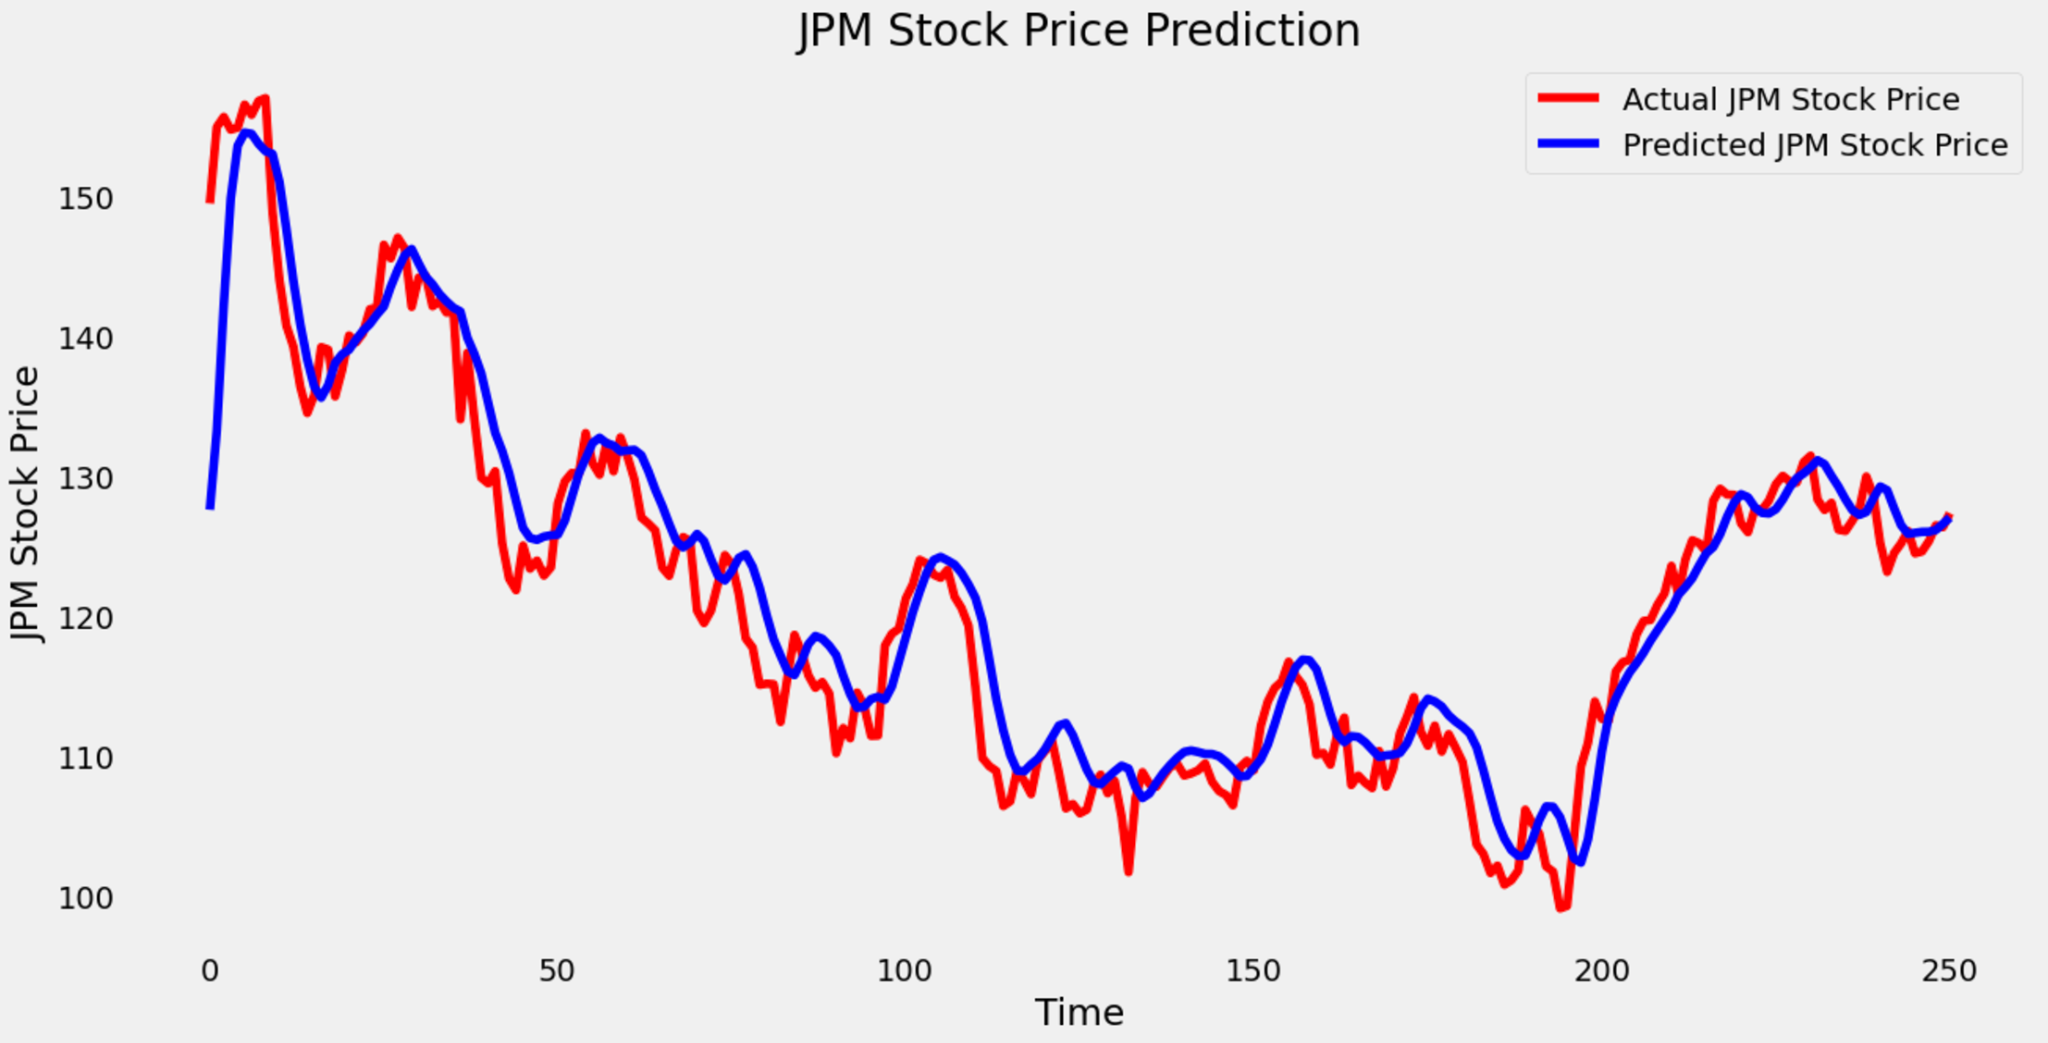 JPM Stock Price Prediction
Actual JPM Stock Price
Predicted JPM Stock Price
JPM Stock Price
150
140
130
120
110
100
0 50 100 150 200 250
Time